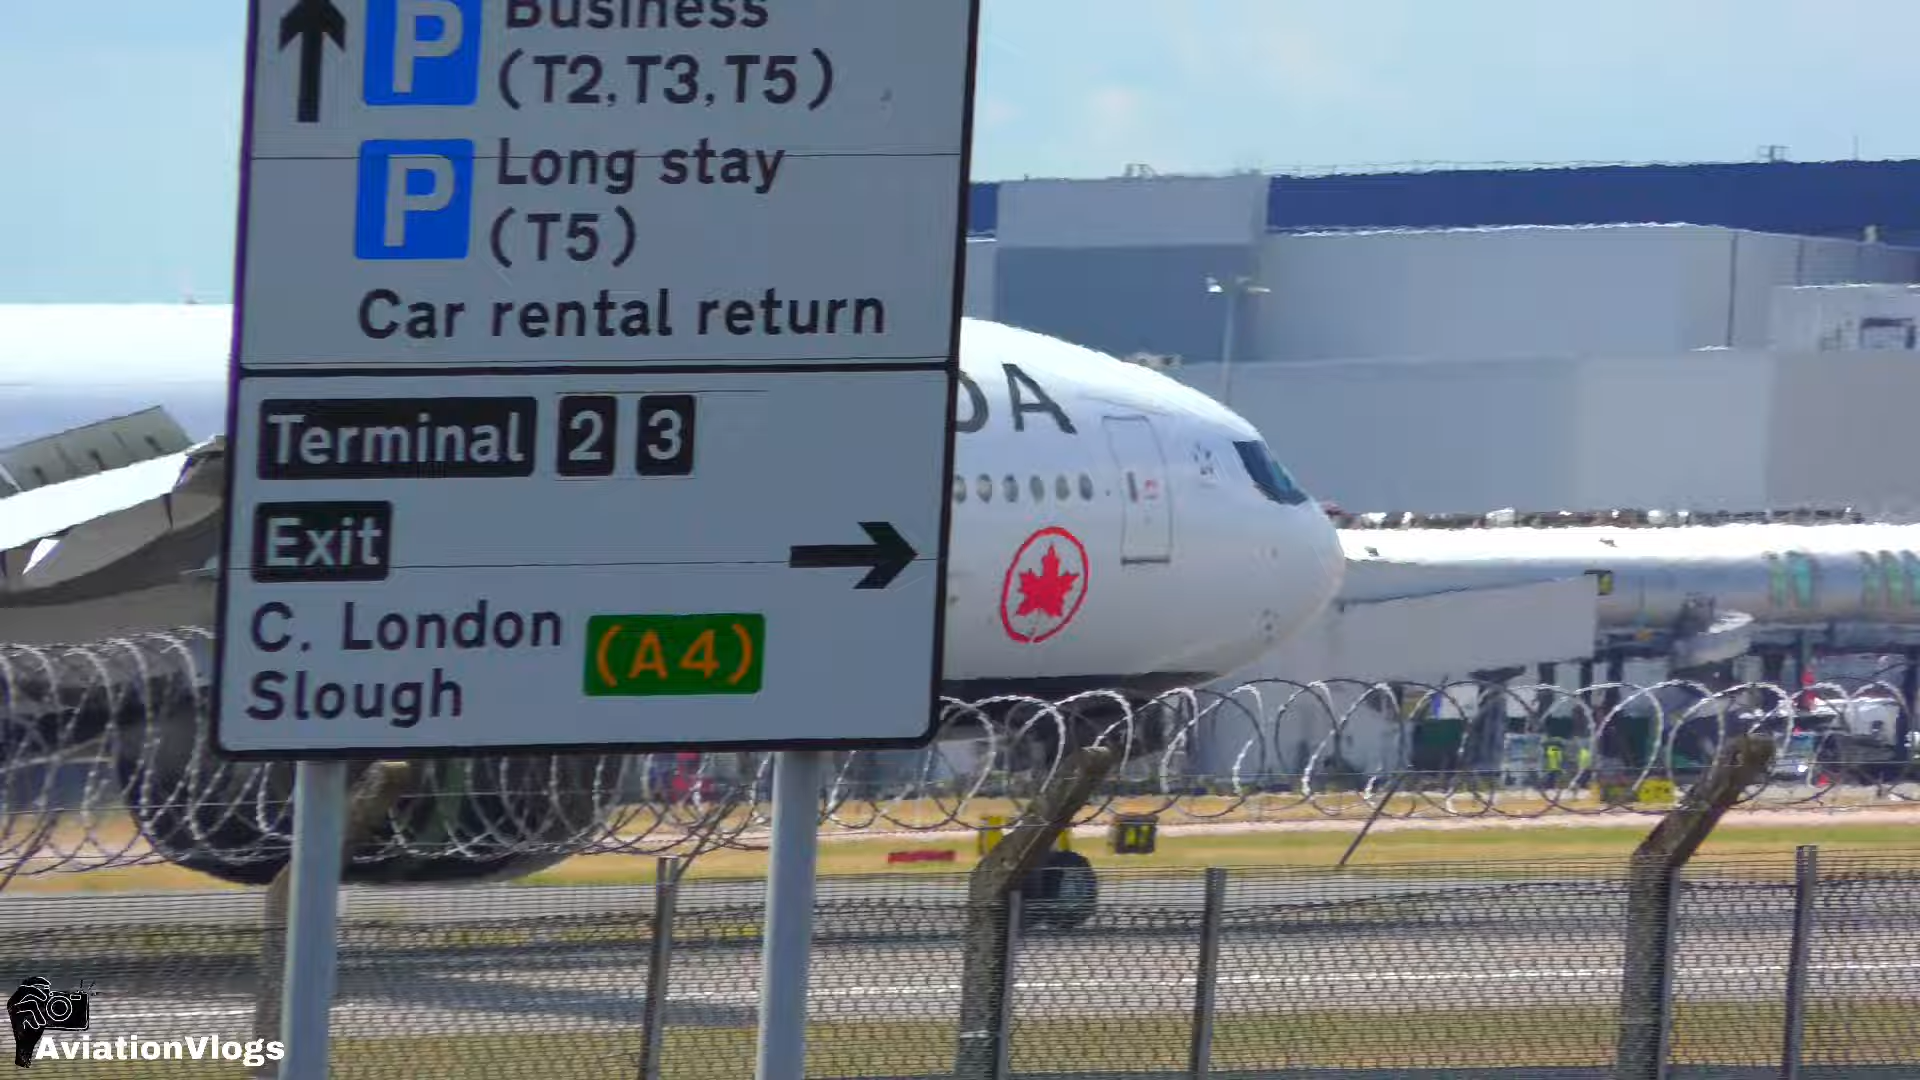 P Business
(T2, T3, T5)
P Long stay
(T5)
Car rental return
Terminal 2 3
Exit
C. London (A4)
Slough
DA
AviationVlogs